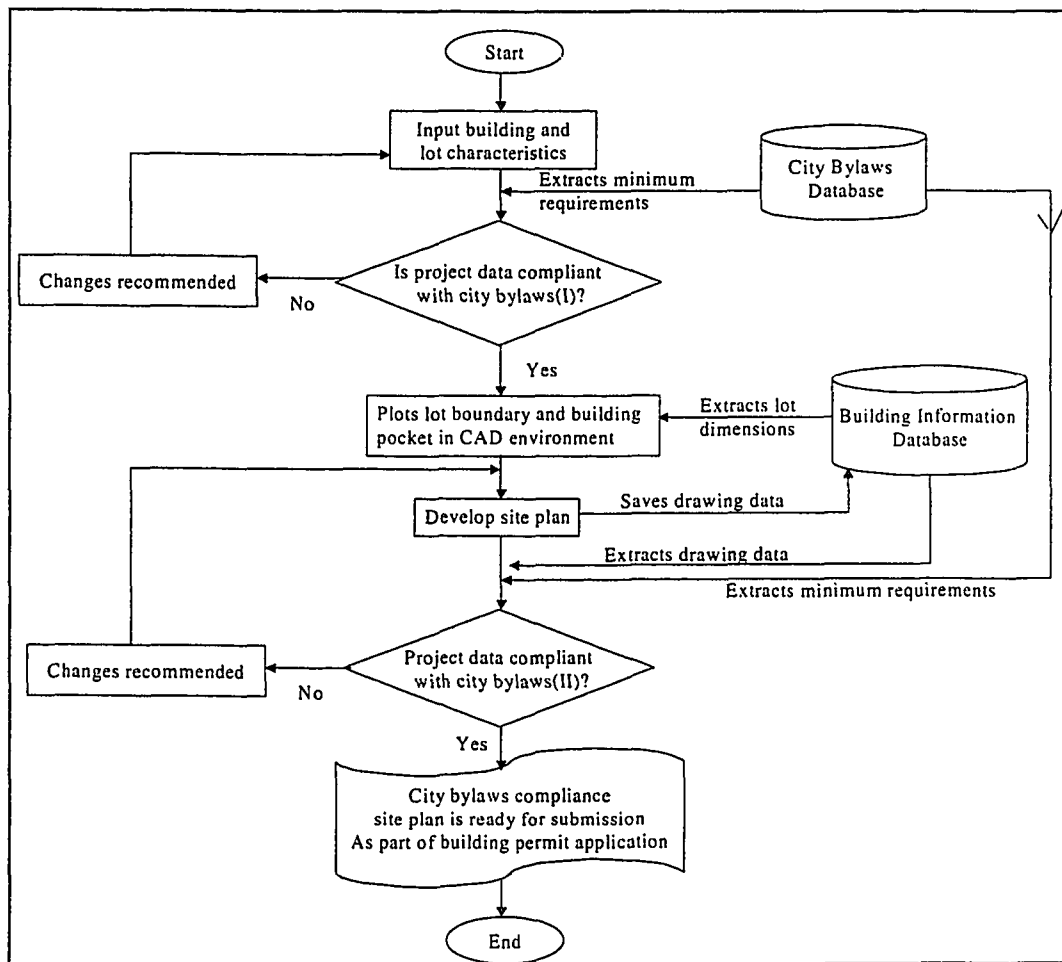 Start
Input building and
lot characteristics
City Bylaws
Database
Extracts minimum
requirements
Changes recommended
No
Is project data compliant
with city bylaws(I)?
Yes
Plots lot boundary and building
pocket in CAD environment
Extracts lot
dimensions
Building Information
Database
Develop site plan
Saves drawing data
Extracts drawing data
Extracts minimum requirements
Changes recommended
No
Project data compliant
with city bylaws(II)?
Yes
City bylaws compliance
site plan is ready for submission
As part of building permit application
End